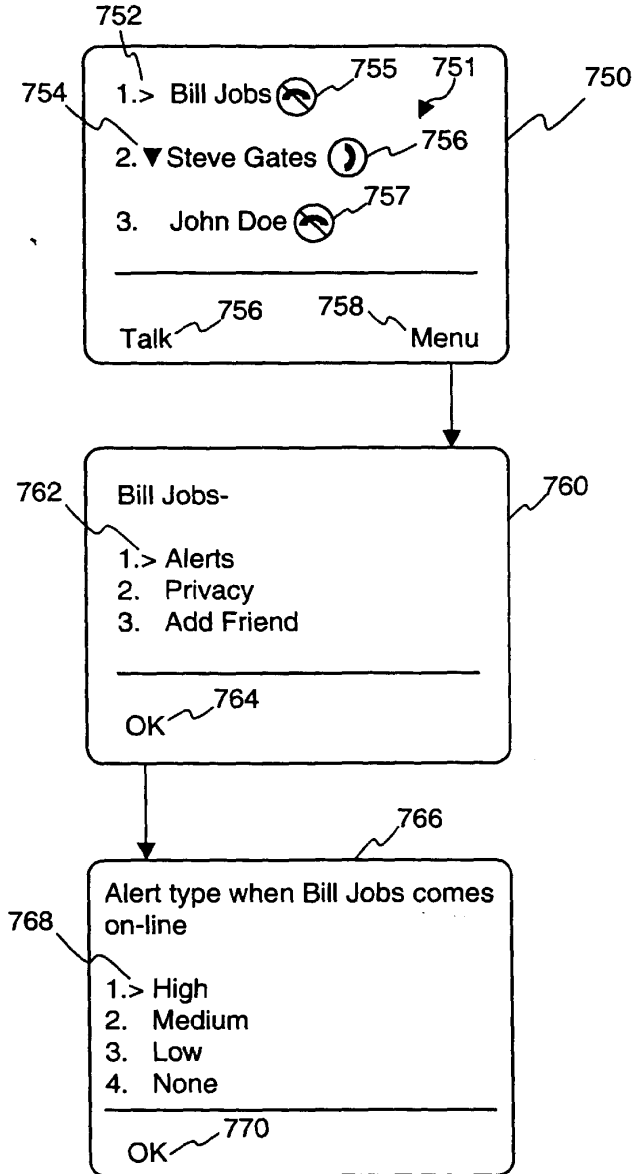 752
755
751
750
1.> Bill Jobs
754
756
2. ▼ Steve Gates
757
3. John Doe
756
758
Talk
Menu
762
760
Bill Jobs-
1.> Alerts
2. Privacy
3. Add Friend
764
OK
766
Alert type when Bill Jobs comes
on-line
768
1.> High
2. Medium
3. Low
4. None
770
OK